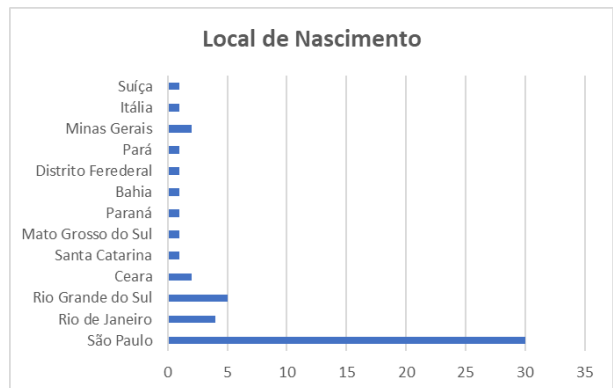 Local de Nascimento
Suíça
Itália
Minas Gerais
Pará
Distrito Ferederal
Bahia
Paraná
Mato Grosso do Sul
Santa Catarina
Ceara
Rio Grande do Sul
Rio de Janeiro
São Paulo
0 5 10 15 20 25 30 35